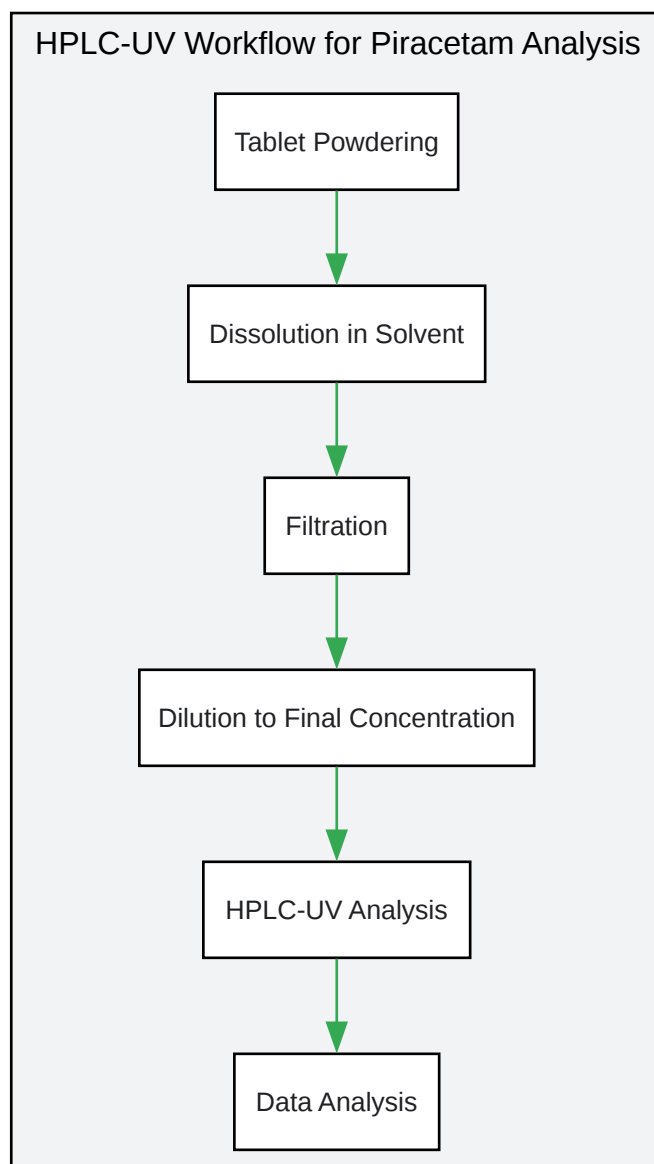 HPLC-UV Workflow for Piracetam Analysis
Tablet Powdering
Dissolution in Solvent
Filtration
Dilution to Final Concentration
HPLC-UV Analysis
Data Analysis